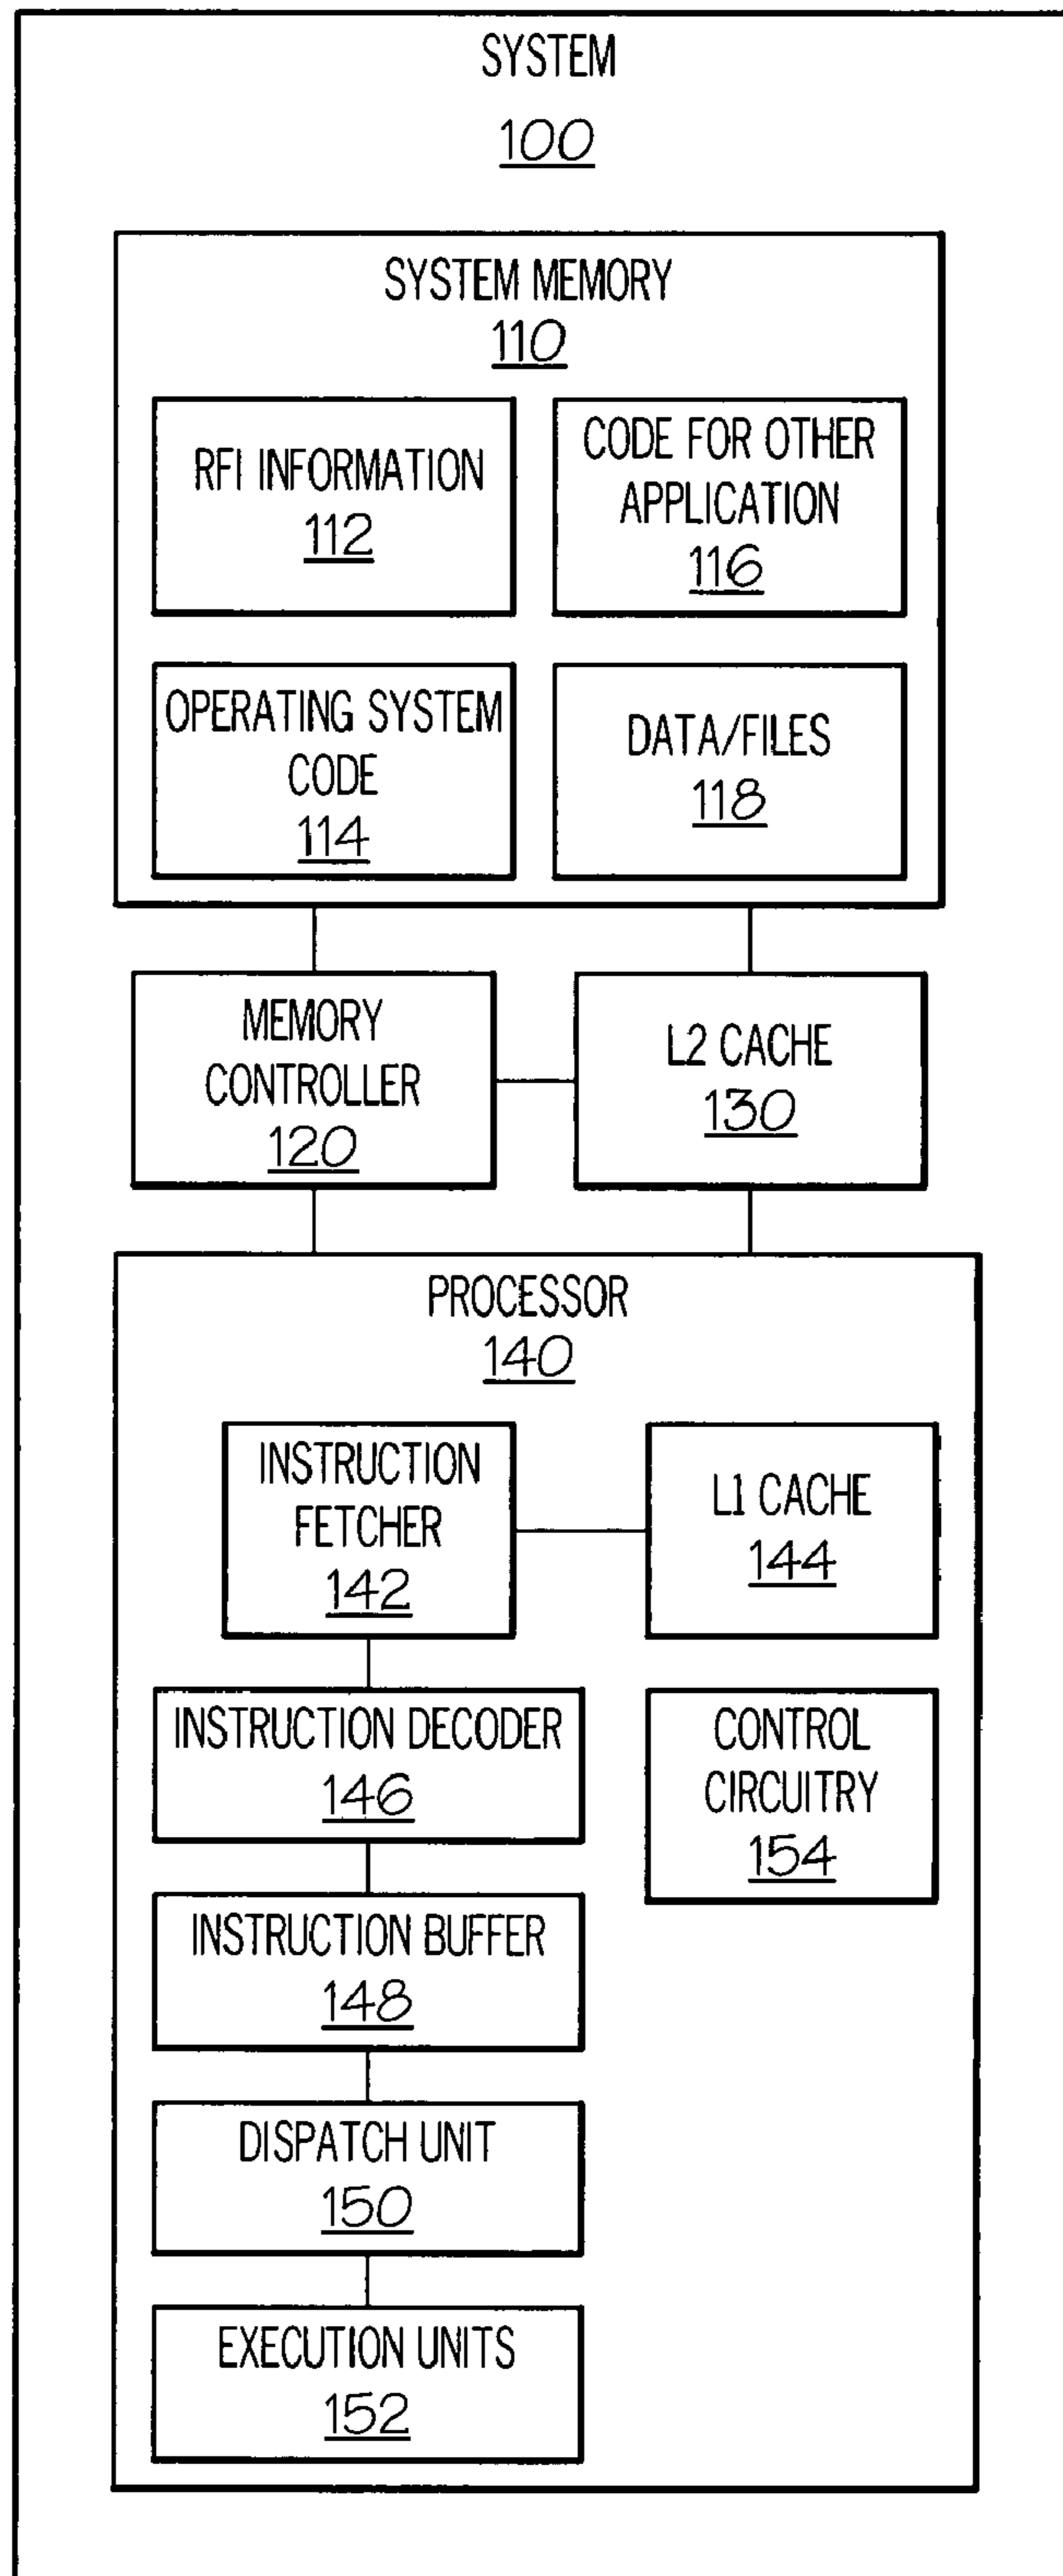 SYSTEM
100
SYSTEM MEMORY
110
RFI INFORMATION
112
CODE FOR OTHER
APPLICATION
116
OPERATING SYSTEM
CODE
114
DATA/FILES
118
MEMORY
CONTROLLER
120
L2 CACHE
130
PROCESSOR
140
INSTRUCTION
FETCHER
142
L1 CACHE
144
INSTRUCTION DECODER
146
CONTROL
CIRCUITRY
154
INSTRUCTION BUFFER
148
DISPATCH UNIT
150
EXECUTION UNITS
152